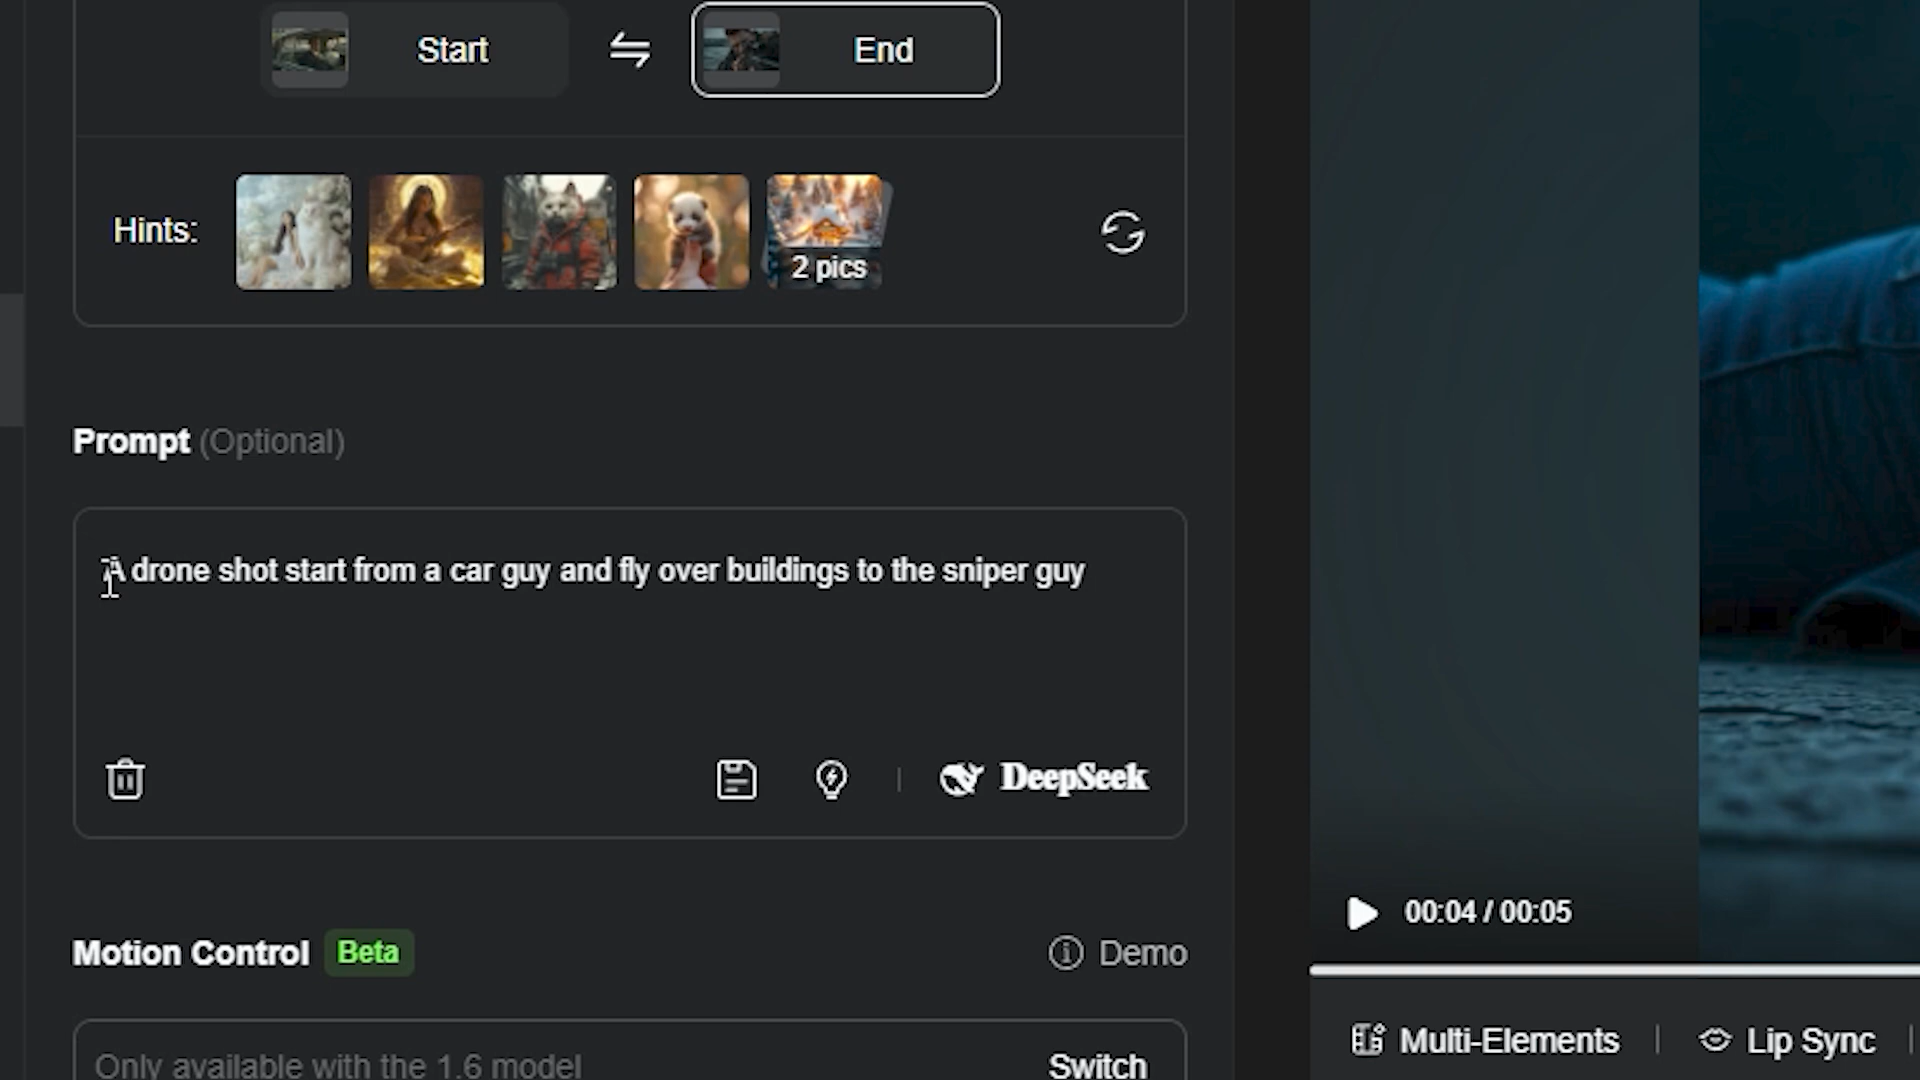 Start
End
Hints:
2 pics
Prompt (Optional)
A drone shot start from a car guy and fly over buildings to the sniper guy
DeepSeek
Motion Control Beta
Demo
Only available with the 1.6 model
Switch
00:04 / 00:05
Multi-Elements
Lip Sync